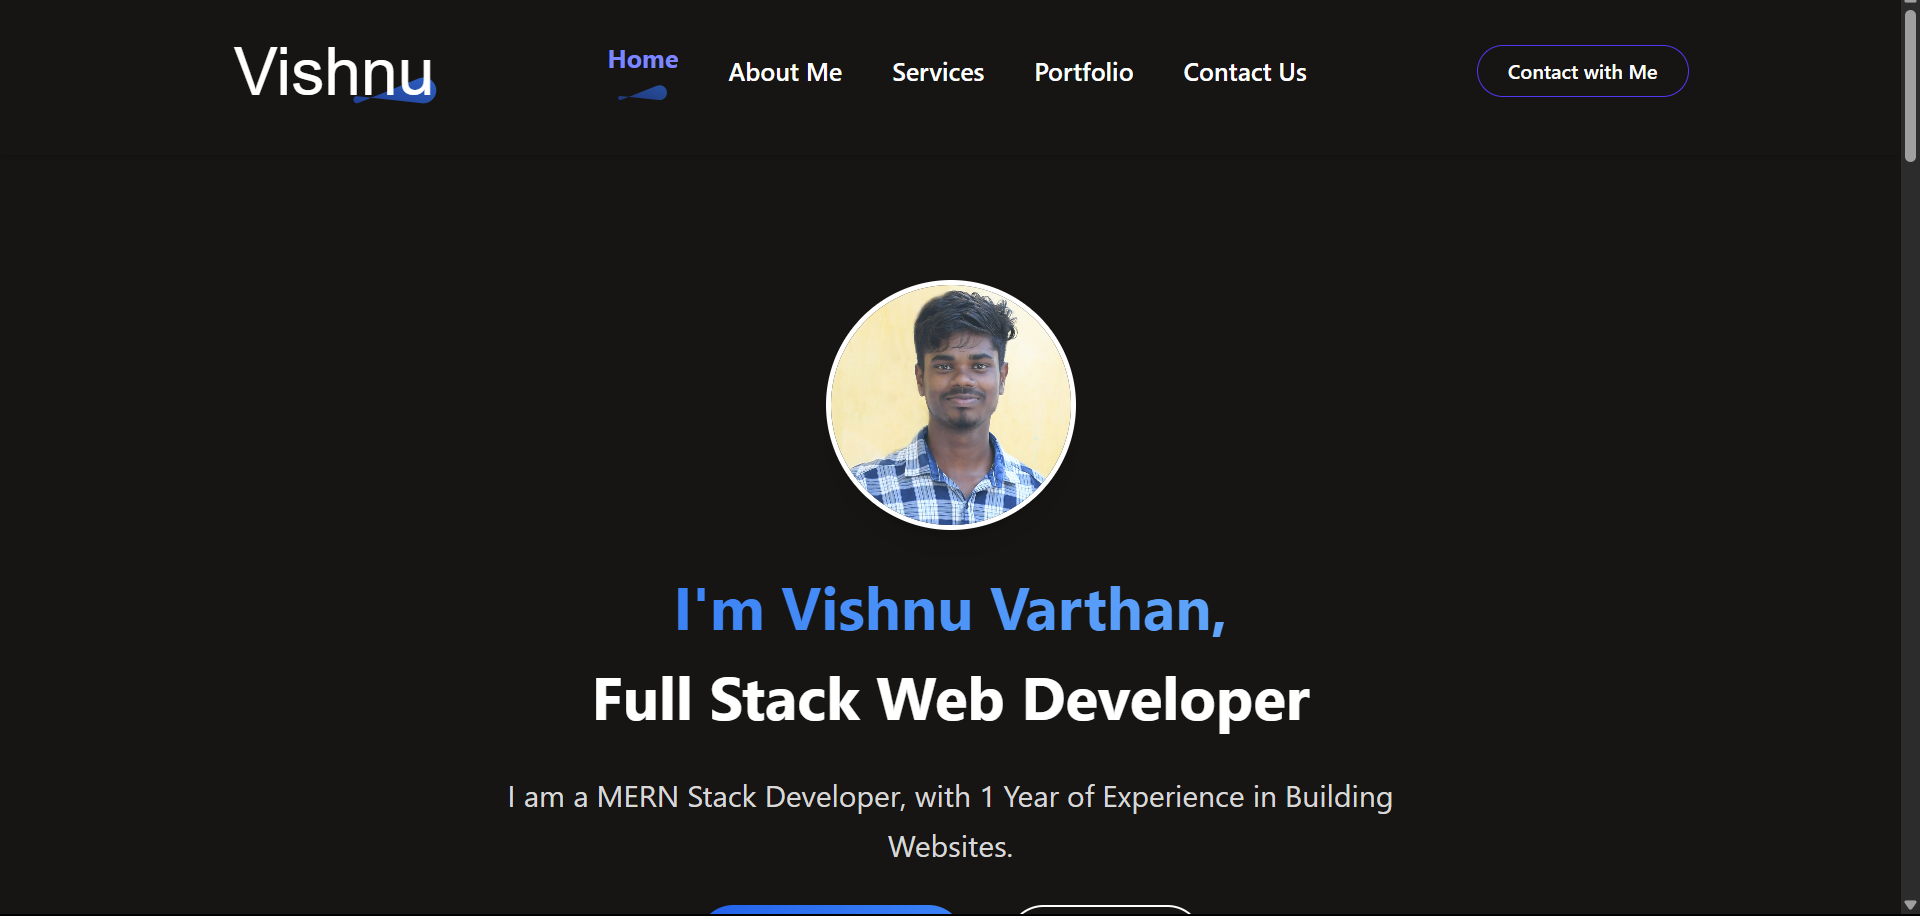 Vishnu
Home
About Me
Services
Portfolio
Contact Us
Contact with Me
I'm Vishnu Varthan,
Full Stack Web Developer
I am a MERN Stack Developer, with 1 Year of Experience in Building
Websites.